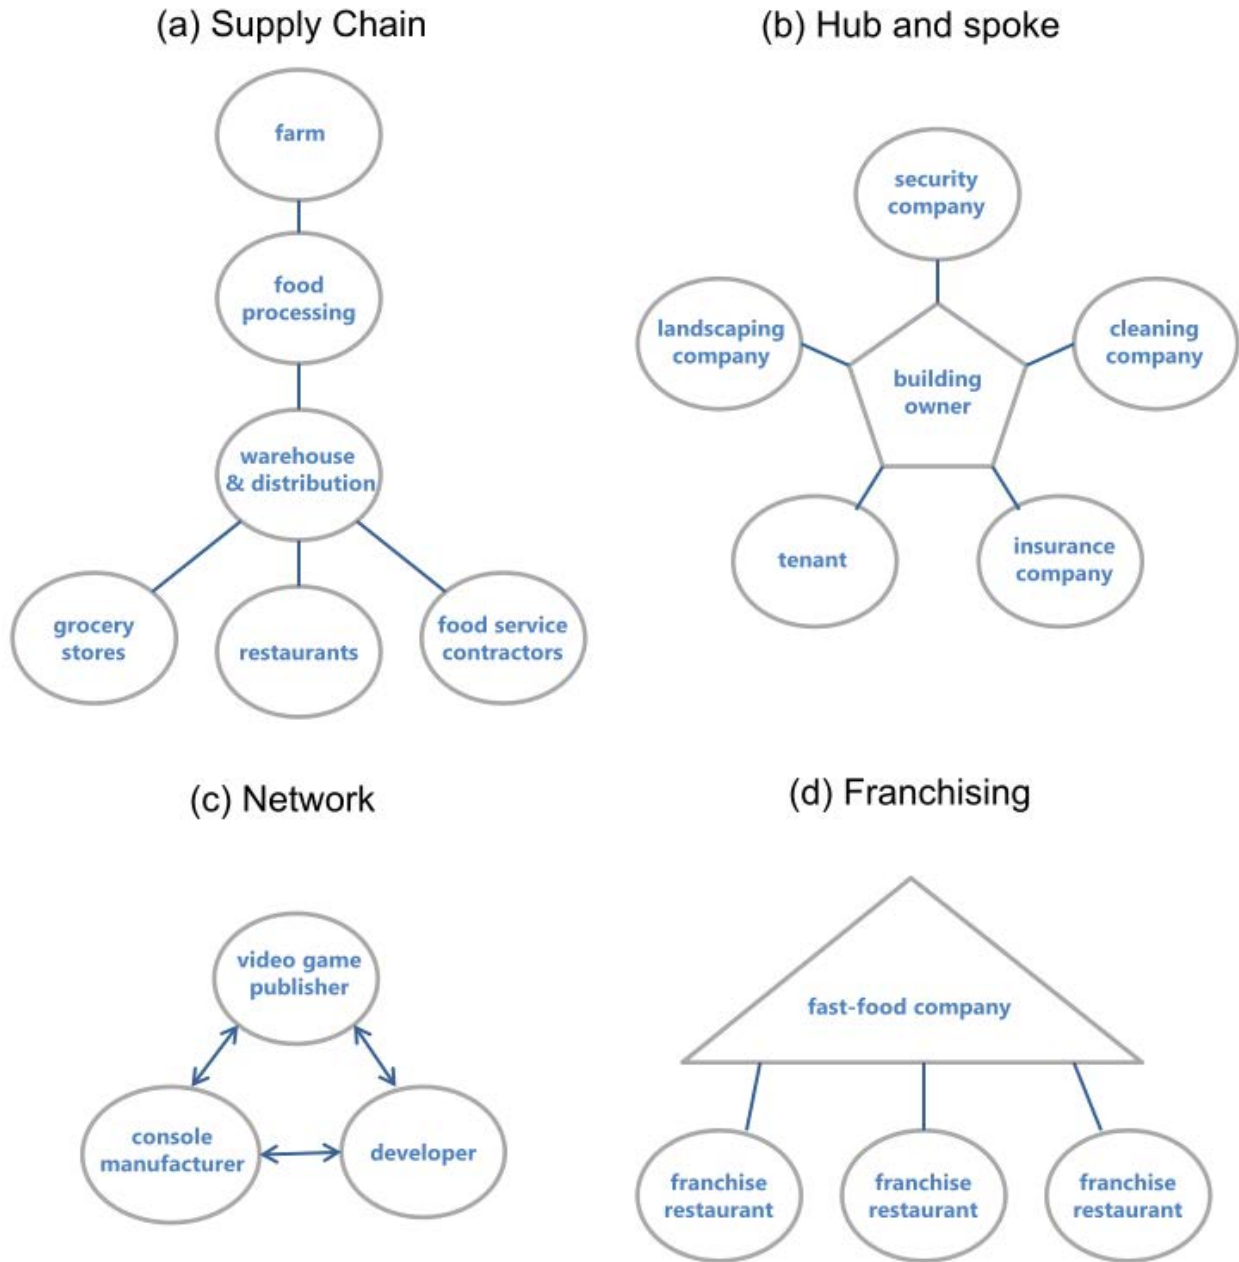 (a) Supply Chain
farm
food
processing
warehouse
& distribution
grocery
stores
restaurants
food service
contractors
(b) Hub and spoke
security
company
landscaping
company
cleaning
company
building
owner
tenant
insurance
company
(c) Network
video game
publisher
console
manufacturer
developer
(d) Franchising
fast-food company
franchise
restaurant
franchise
restaurant
franchise
restaurant